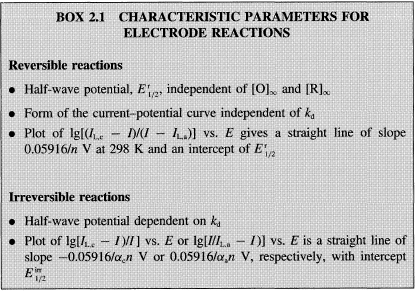 BOX 2.1 CHARACTERISTIC PARAMETERS FOR
ELECTRODE REACTIONS
Reversible reactions
• Half-wave potential, E^r_{1/2}, independent of [O]_∞ and [R]_∞
• Form of the current–potential curve independent of k_d
• Plot of lg[(I_{L,c} − I)/(I − I_{L,a})] vs. E gives a straight line of slope
0.05916/n V at 298 K and an intercept of E^r_{1/2}
Irreversible reactions
• Half-wave potential dependent on k_d
• Plot of lg[I_{L,c} − I)/I] vs. E or lg[I/I_{L,a} − I)] vs. E is a straight line of
slope −0.05916/α_c n V or 0.05916/α_a n V, respectively, with intercept
E^{irr}_{1/2}